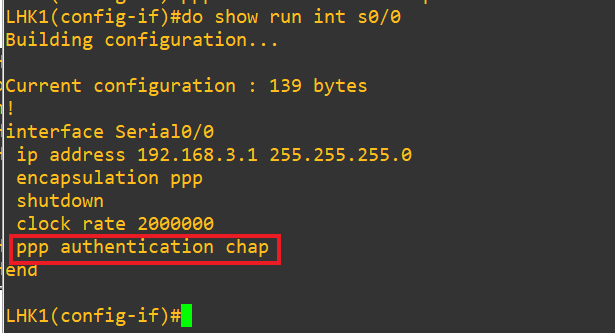 LHK1(config-if)#do show run int s0/0
Building configuration...
Current configuration : 139 bytes
!
interface Serial0/0
ip address 192.168.3.1 255.255.255.0
encapsulation ppp
shutdown
clock rate 2000000
ppp authentication chap
end
LHK1(config-if)#